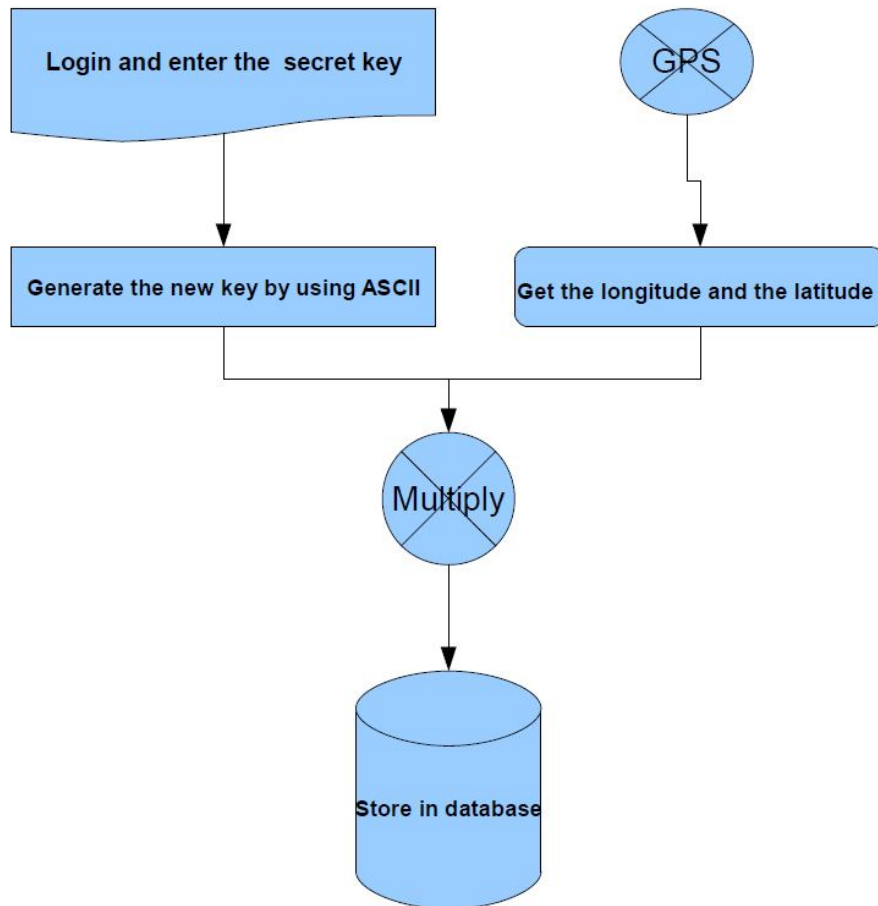 Login and enter the secret key
GPS
Generate the new key by using ASCII
Get the longitude and the latitude
Multiply
Store in database